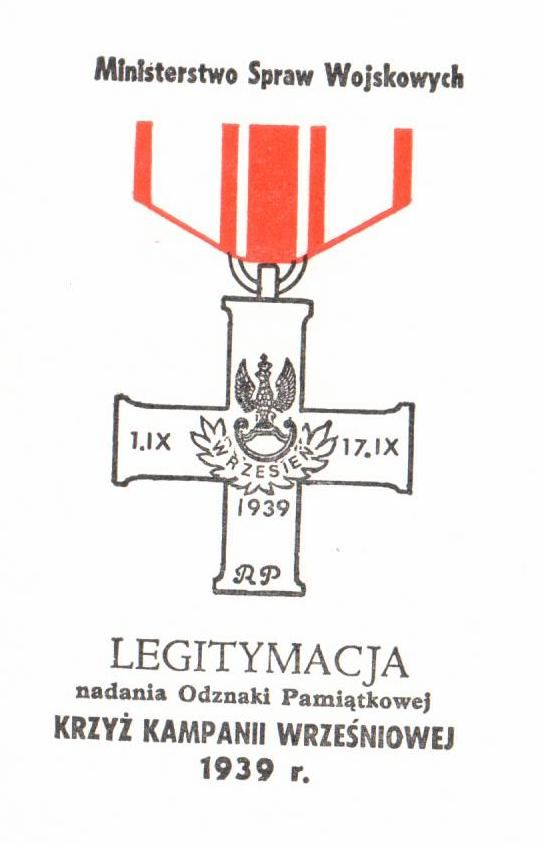 Ministerstwo Spraw Wojskowych
1.IX
17.IX
WRZESIEŃ
1939
RP
LEGITYMACJA
nadania Odznaki Pamiątkowej
KRZYŻ KAMPANII WRZEŚNIOWEJ
1939 r.